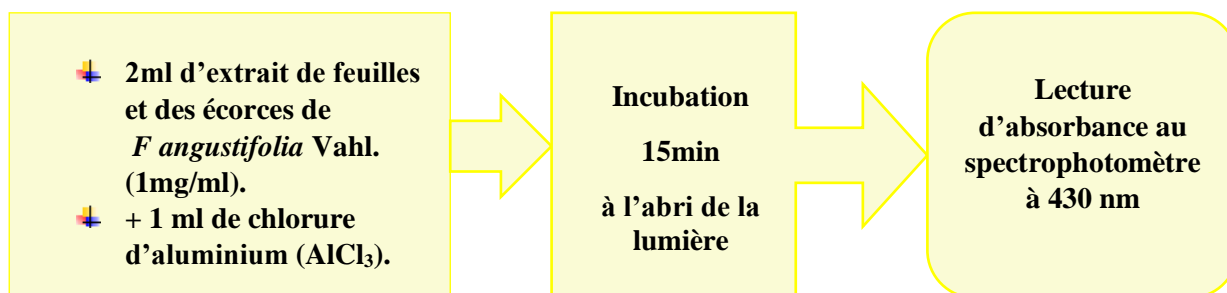 2ml d'extrait de feuilles
et des écorces de
F angustifolia Vahl.
(1mg/ml).
+ 1 ml de chlorure
d'aluminium (AlCl₃).
Incubation
15min
à l'abri de la
lumière
Lecture
d'absorbance au
spectrophotomètre
à 430 nm